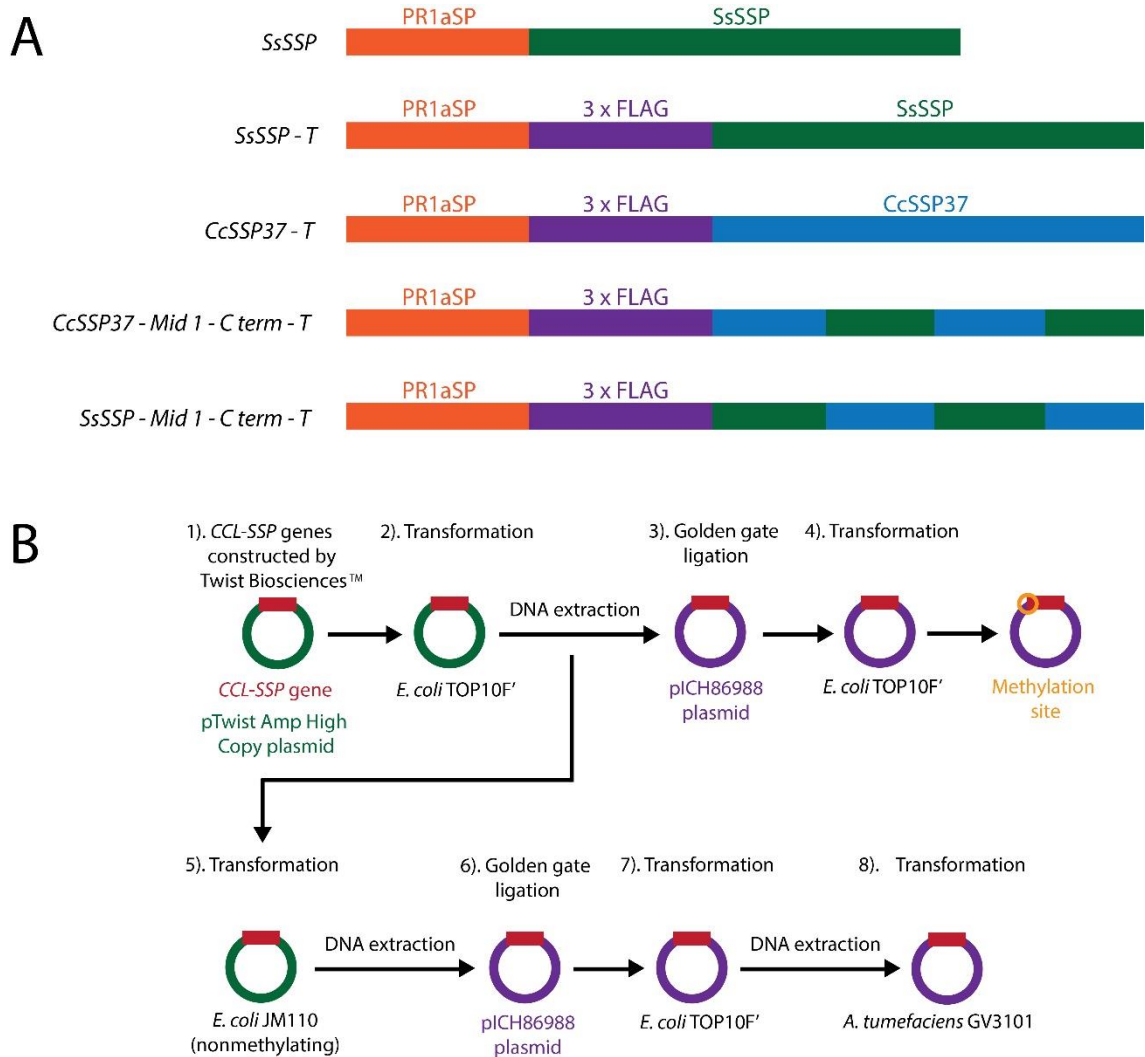 A
PR1aSP SsSSP
SsSSP
PR1aSP 3 x FLAG SsSSP
SsSSP - T
PR1aSP 3 x FLAG CcSSP37
CcSSP37 - T
PR1aSP 3 x FLAG
CcSSP37 - Mid 1 - C term - T
PR1aSP 3 x FLAG
SsSSP - Mid 1 - C term - T
B
1). CCL-SSP genes
constructed by
Twist Biosciences™
CCL-SSP gene
pTwist Amp High
Copy plasmid
2). Transformation
E. coli TOP10F'
DNA extraction
3). Golden gate
ligation
pICH86988
plasmid
4). Transformation
E. coli TOP10F'
Methylation
site
5). Transformation
E. coli JM110
(nonmethylating)
DNA extraction
6). Golden gate
ligation
pICH86988
plasmid
7). Transformation
E. coli TOP10F'
DNA extraction
8). Transformation
A. tumefaciens GV3101